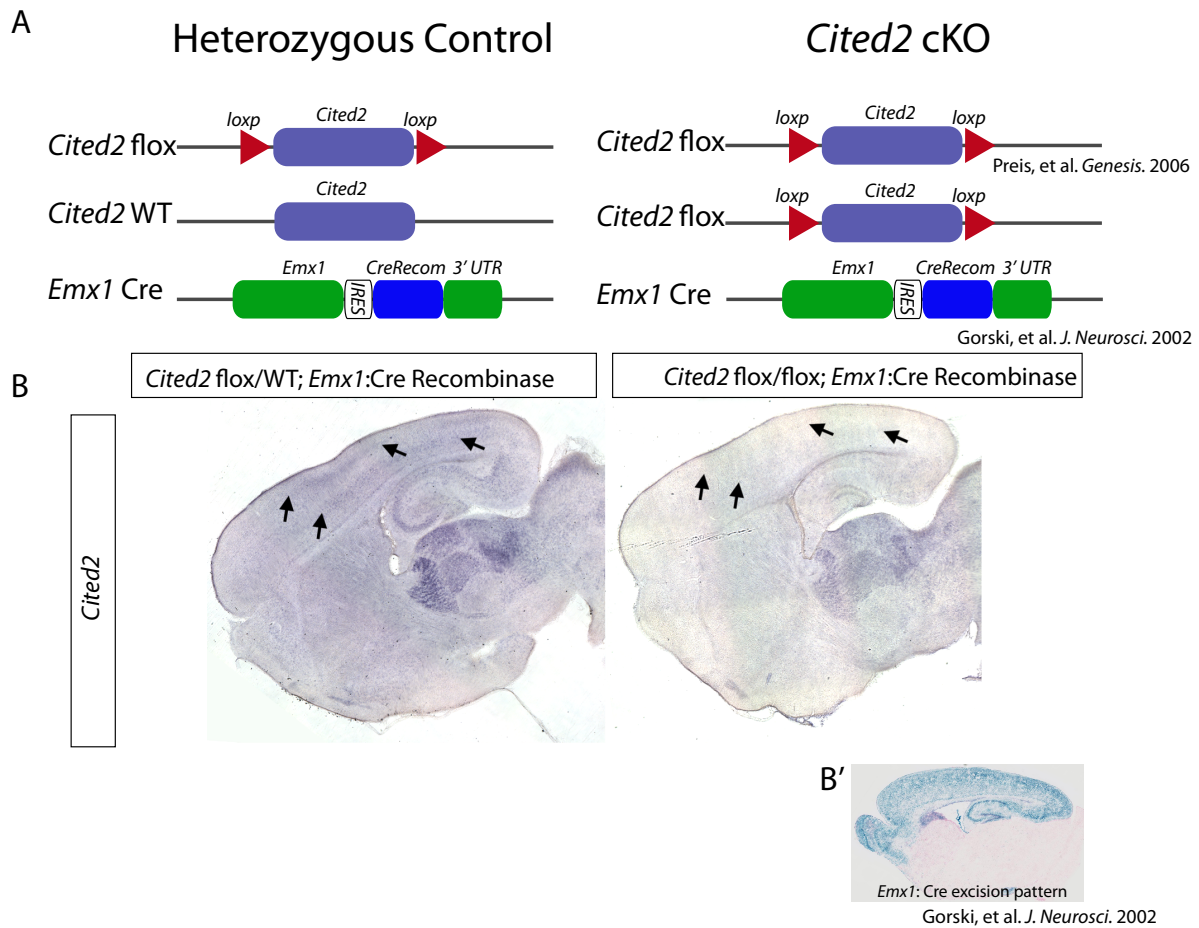 A
Heterozygous Control
Cited2 cKO
loxp Cited2 loxp
Cited2 flox
Cited2
Cited2 WT
Emx1 IRES CreRecom 3' UTR
Emx1 Cre
loxp Cited2 loxp
Cited2 flox
Preis, et al. Genesis. 2006
loxp Cited2 loxp
Cited2 flox
Emx1 IRES CreRecom 3' UTR
Emx1 Cre
Gorski, et al. J. Neurosci. 2002
B
Cited2 flox/WT; Emx1:Cre Recombinase
Cited2 flox/flox; Emx1:Cre Recombinase
Cited2
B'
Emx1: Cre excision pattern
Gorski, et al. J. Neurosci. 2002